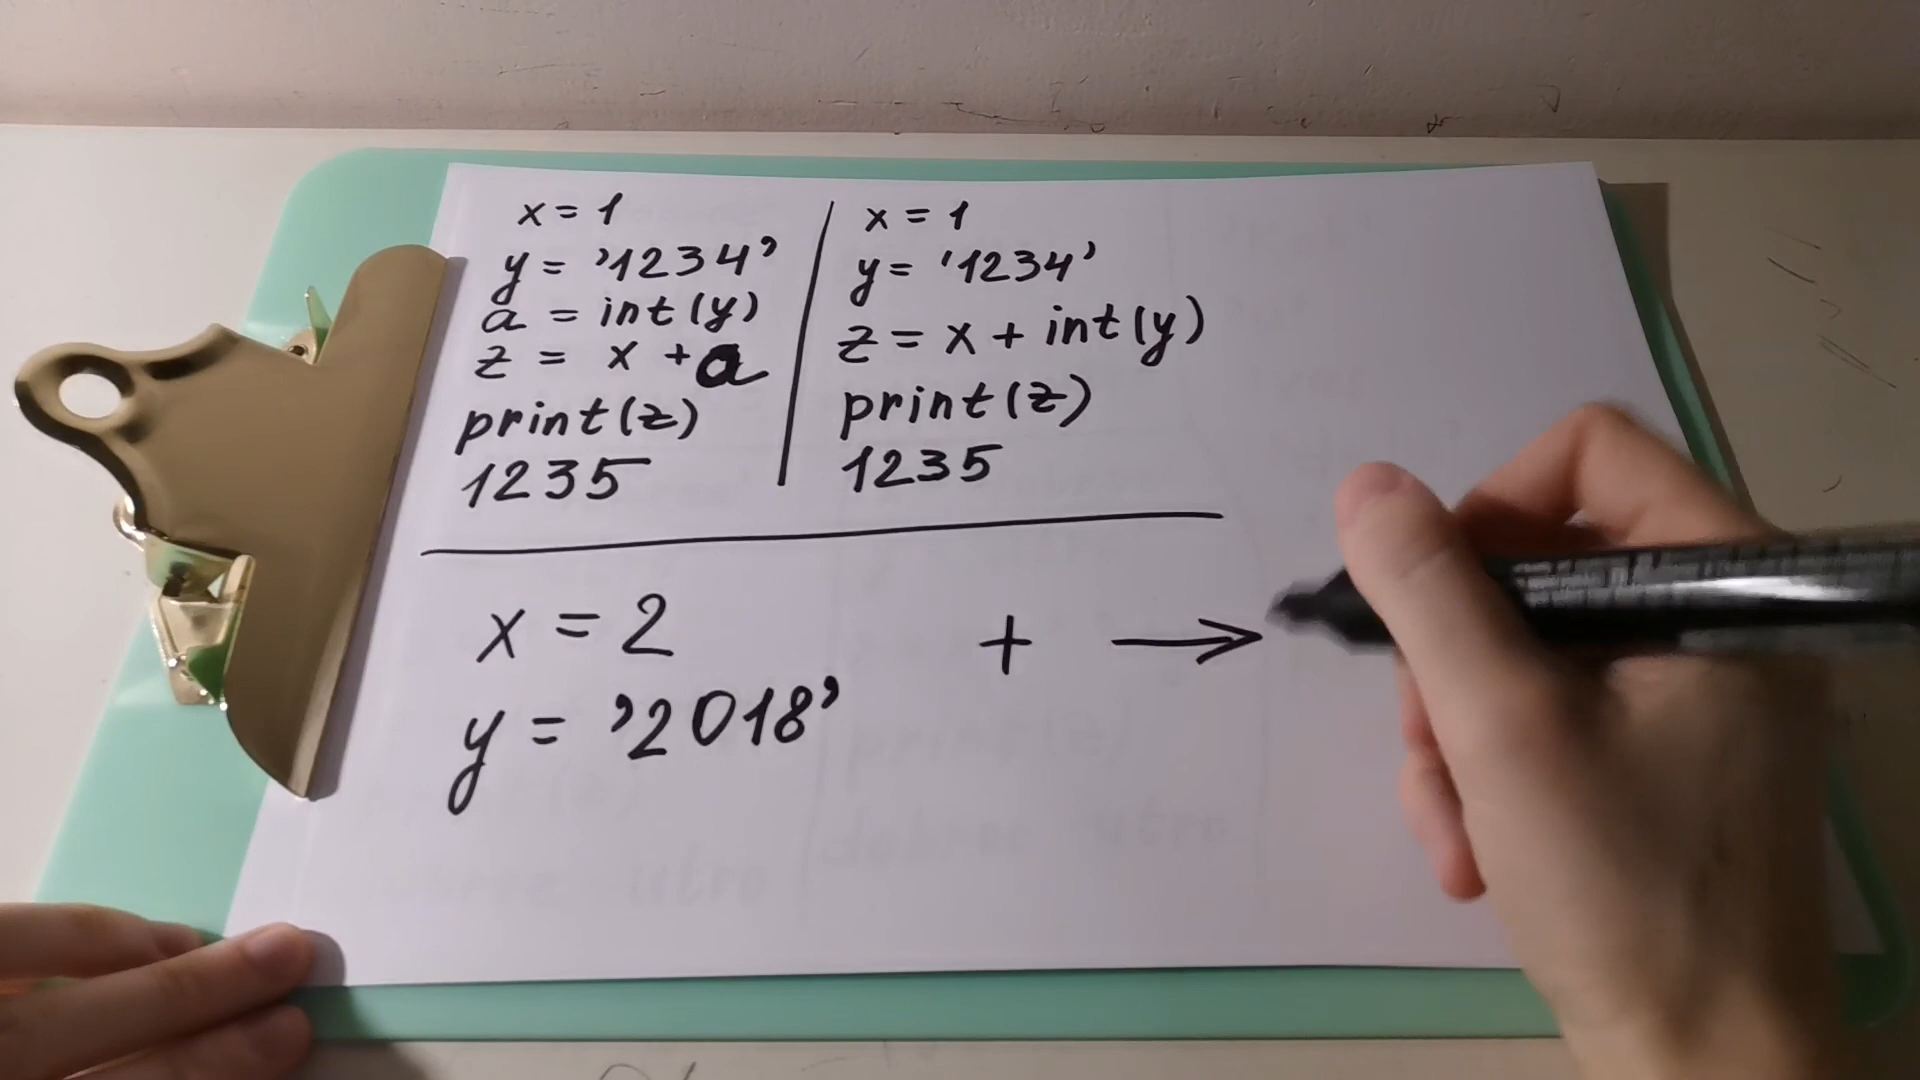 x = 1
y = '1234'
a = int(y)
z = x + a
print(z)
1235
x = 1
y = '1234'
z = x + int(y)
print(z)
1235
x = 2
y = '2018'
+ →